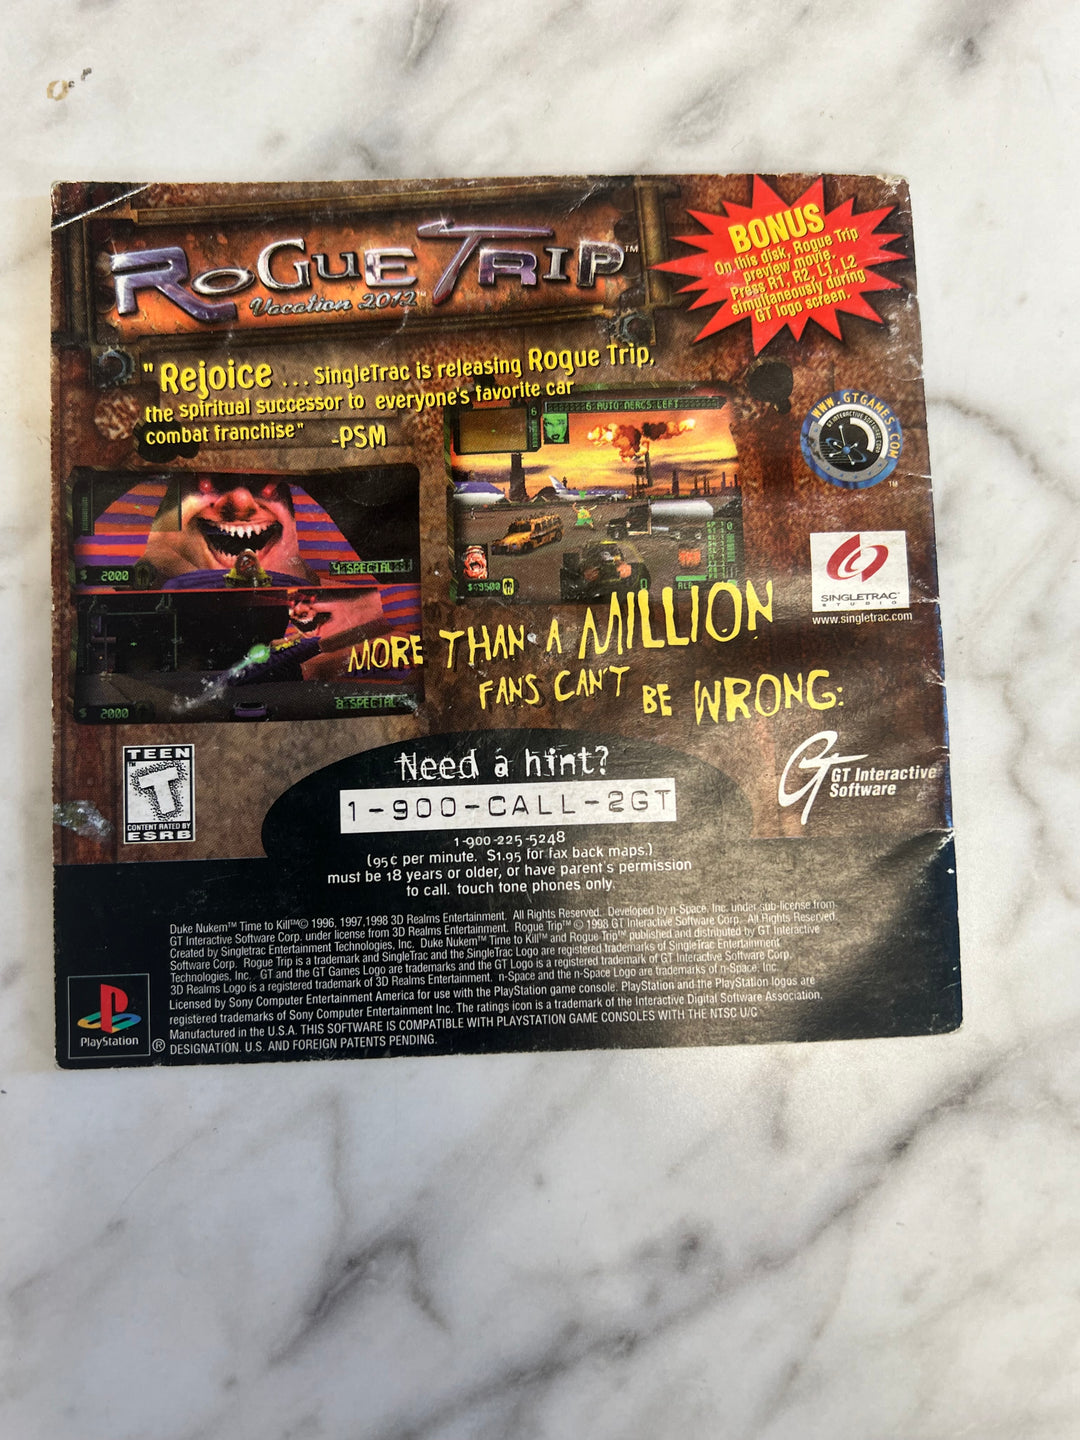 ROGUE TRIP™
Vacation 2012™
BONUS
On this disk, Rogue Trip
preview movie.
Press R1, R2, L1, L2
simultaneously during
GT logo screen.
" Rejoice ... SingleTrac is releasing Rogue Trip,
the spiritual successor to everyone's favorite car
combat franchise" -PSM
WWW.GTGAMES.COM
6 AUTO MERCS LEFT
$ 2000
4 SPECIAL
$ 2000
8 SPECIAL
SINGLETRAC
STUDIO
www.singletrac.com
MORE THAN A MILLION
FANS CAN'T BE WRONG:
TEEN
T
CONTENT RATED BY
ESRB
Need a hint?
1-900-CALL-2GT
1-900-225-5248
(95¢ per minute. $1.95 for fax back maps.)
must be 18 years or older, or have parent's permission
to call. touch tone phones only.
GT Interactive
Software
Duke Nukem™ Time to Kill™© 1996, 1997,1998 3D Realms Entertainment. All Rights Reserved. Developed by n-Space, Inc. under sub-license from
GT Interactive Software Corp. under license from 3D Realms Entertainment. Rogue Trip™ © 1998 GT Interactive Software Corp. All Rights Reserved.
Created by Singletrac Entertainment Technologies, Inc. Duke Nukem™ Time to Kill™ and Rogue Trip™ published and distributed by GT Interactive
Software Corp. Rogue Trip is a trademark and SingleTrac and the SingleTrac Logo are registered trademarks of SingleTrac Entertainment
Technologies, Inc. GT and the GT Games Logo are trademarks and the GT Logo is a registered trademark of GT Interactive Software Corp.
3D Realms Logo is a registered trademark of 3D Realms Entertainment. n-Space and the n-Space Logo are trademarks of n-Space, Inc.
Licensed by Sony Computer Entertainment America for use with the PlayStation game console. PlayStation and the PlayStation logos are
registered trademarks of Sony Computer Entertainment Inc. The ratings icon is a trademark of the Interactive Digital Software Association.
Manufactured in the U.S.A. THIS SOFTWARE IS COMPATIBLE WITH PLAYSTATION GAME CONSOLES WITH THE NTSC U/C
DESIGNATION. U.S. AND FOREIGN PATENTS PENDING.
PlayStation ®